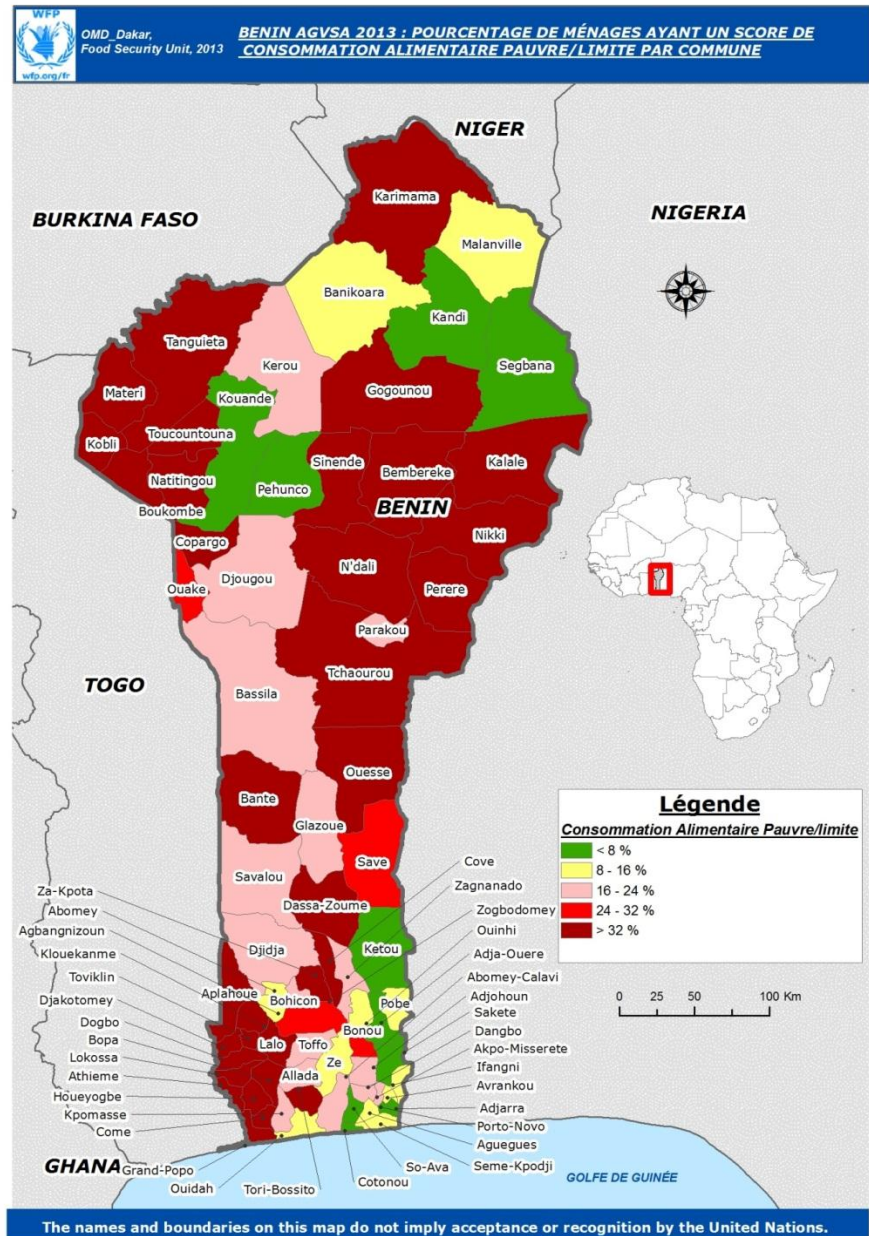 WFP
wfp.org/fr
OMD_Dakar,
Food Security Unit, 2013
BENIN AGVSA 2013 : POURCENTAGE DE MÉNAGES AYANT UN SCORE DE
CONSOMMATION ALIMENTAIRE PAUVRE/LIMITE PAR COMMUNE
NIGER
Karimama
BURKINA FASO
NIGERIA
Malanville
Banikoara
Kandi
Tanguieta
Kerou
Segbana
Materi
Kouande
Gogounou
Toucountouna
Kobli
Sinende
Kalale
Bembereke
Natitingou
Pehunco
BENIN
Boukombe
Nikki
Copargo
N'dali
Djougou
Ouake
Perere
Parakou
Tchaourou
TOGO
Bassila
Ouesse
Bante
Légende
Glazoue
Consommation Alimentaire Pauvre/limite
< 8 %
8 - 16 %
16 - 24 %
24 - 32 %
> 32 %
Save
Cove
Savalou
Zagnanado
Za-Kpota
Dassa-Zoume
Zogbodomey
Abomey
Ouinhi
Agbangnizoun
Ketou
Adja-Ouere
Klouekanme
Djidja
Abomey-Calavi
Toviklin
Aplahoue
Bohicon
Adjohoun
Djakotomey
Pobe
0 25 50 100 Km
Sakete
Dogbo
Bonou
Dangbo
Bopa
Lalo
Toffo
Akpo-Misserete
Lokossa
Ze
Ifangni
Athieme
Allada
Avrankou
Houeyogbe
Adjarra
Kpomasse
Porto-Novo
Come
Aguegues
Seme-Kpodji
GHANA
Grand-Popo
So-Ava
Ouidah
Cotonou
Tori-Bossito
GOLFE DE GUINÉE
The names and boundaries on this map do not imply acceptance or recognition by the United Nations.